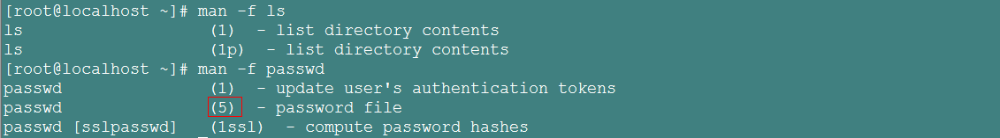 [root@localhost ~]# man -f ls
ls (1) - list directory contents
ls (1p) - list directory contents
[root@localhost ~]# man -f passwd
passwd (1) - update user's authentication tokens
passwd (5) - password file
passwd [sslpasswd] (1ssl) - compute password hashes